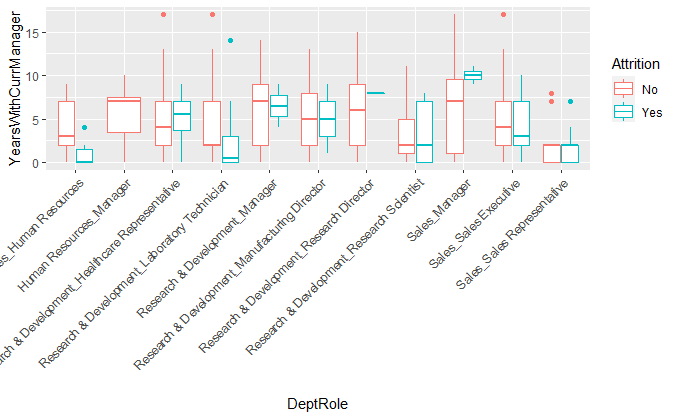 YearsWithCurrManager
15
10
5
0
es_Human Resources
Human Resources_Manager
arch & Development_Healthcare Representative
Research & Development_Laboratory Technician
Research & Development_Manager
Research & Development_Manufacturing Director
Research & Development_Research Director
Research & Development_Research Scientist
Sales_Manager
Sales_Sales Executive
Sales_Sales Representative
DeptRole
Attrition
No
Yes